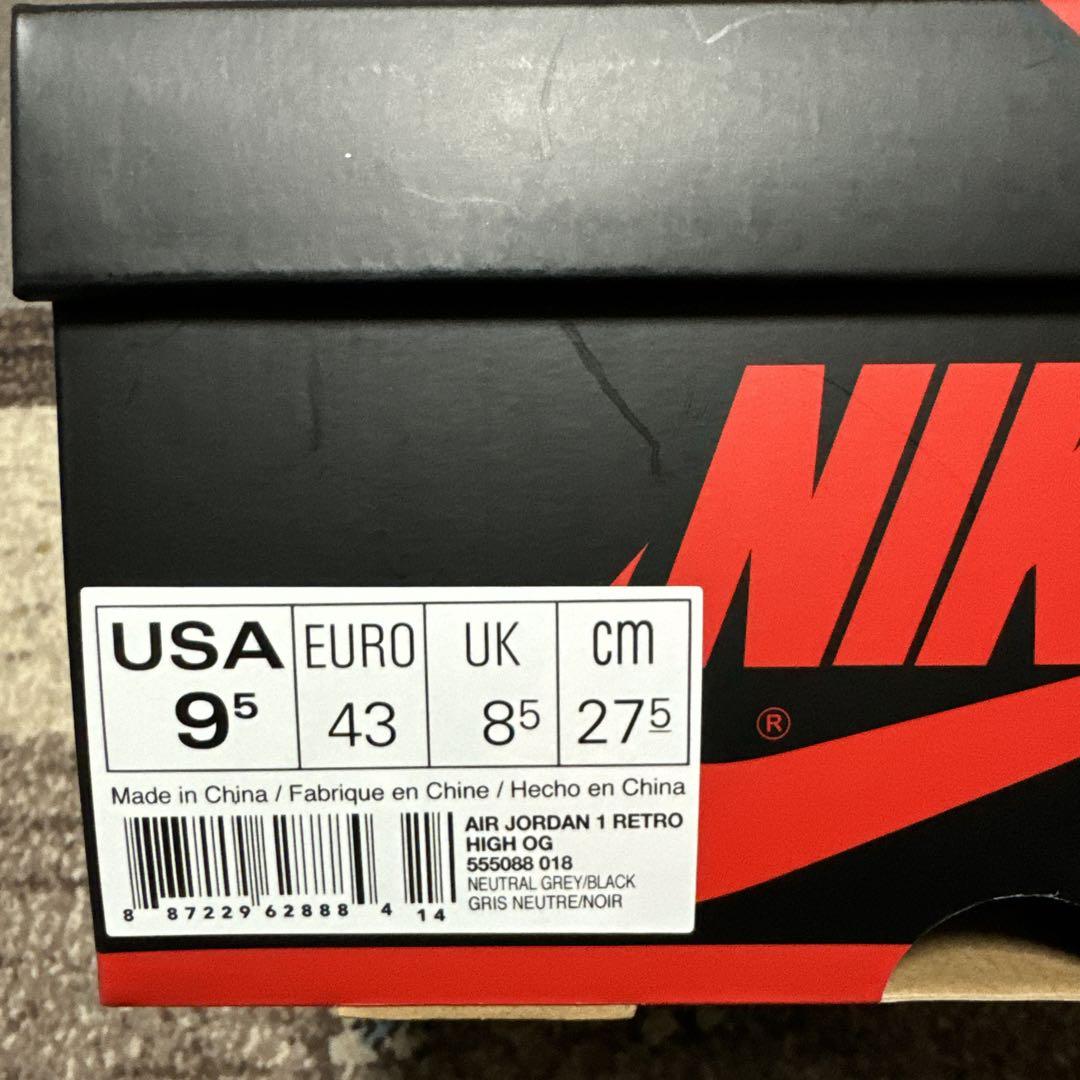 NIK
®
USA EURO UK cm
9⁵ 43 8⁵ 27⁵
Made in China / Fabrique en Chine / Hecho en China
AIR JORDAN 1 RETRO
HIGH OG
555088 018
NEUTRAL GREY/BLACK
GRIS NEUTRE/NOIR
8 87229 62888 4 14